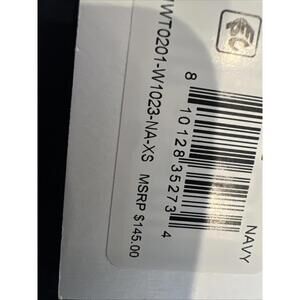 WT0201-W1023-NA-XS MSRP $145.00
8 10128 35273 4
NAVY